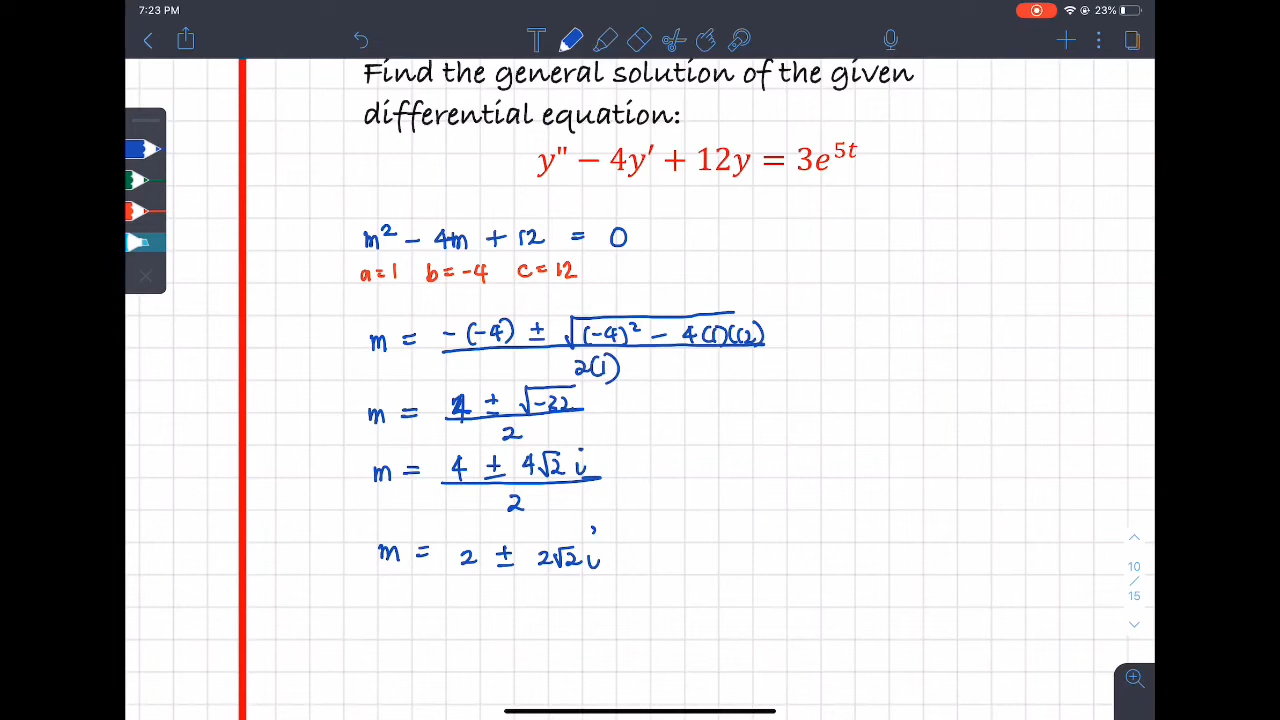 7:23 PM
23%
Find the general solution of the given
differential equation:
y" − 4y′ + 12y = 3e^{5t}
m² − 4m + 12 = 0
a=1 b=-4 c=12
m = -(-4) ± √((-4)² − 4(1)(12)) / 2(1)
m = 4 ± √-32 / 2
m = 4 ± 4√2 i / 2
m = 2 ± 2√2 i
10
/
15